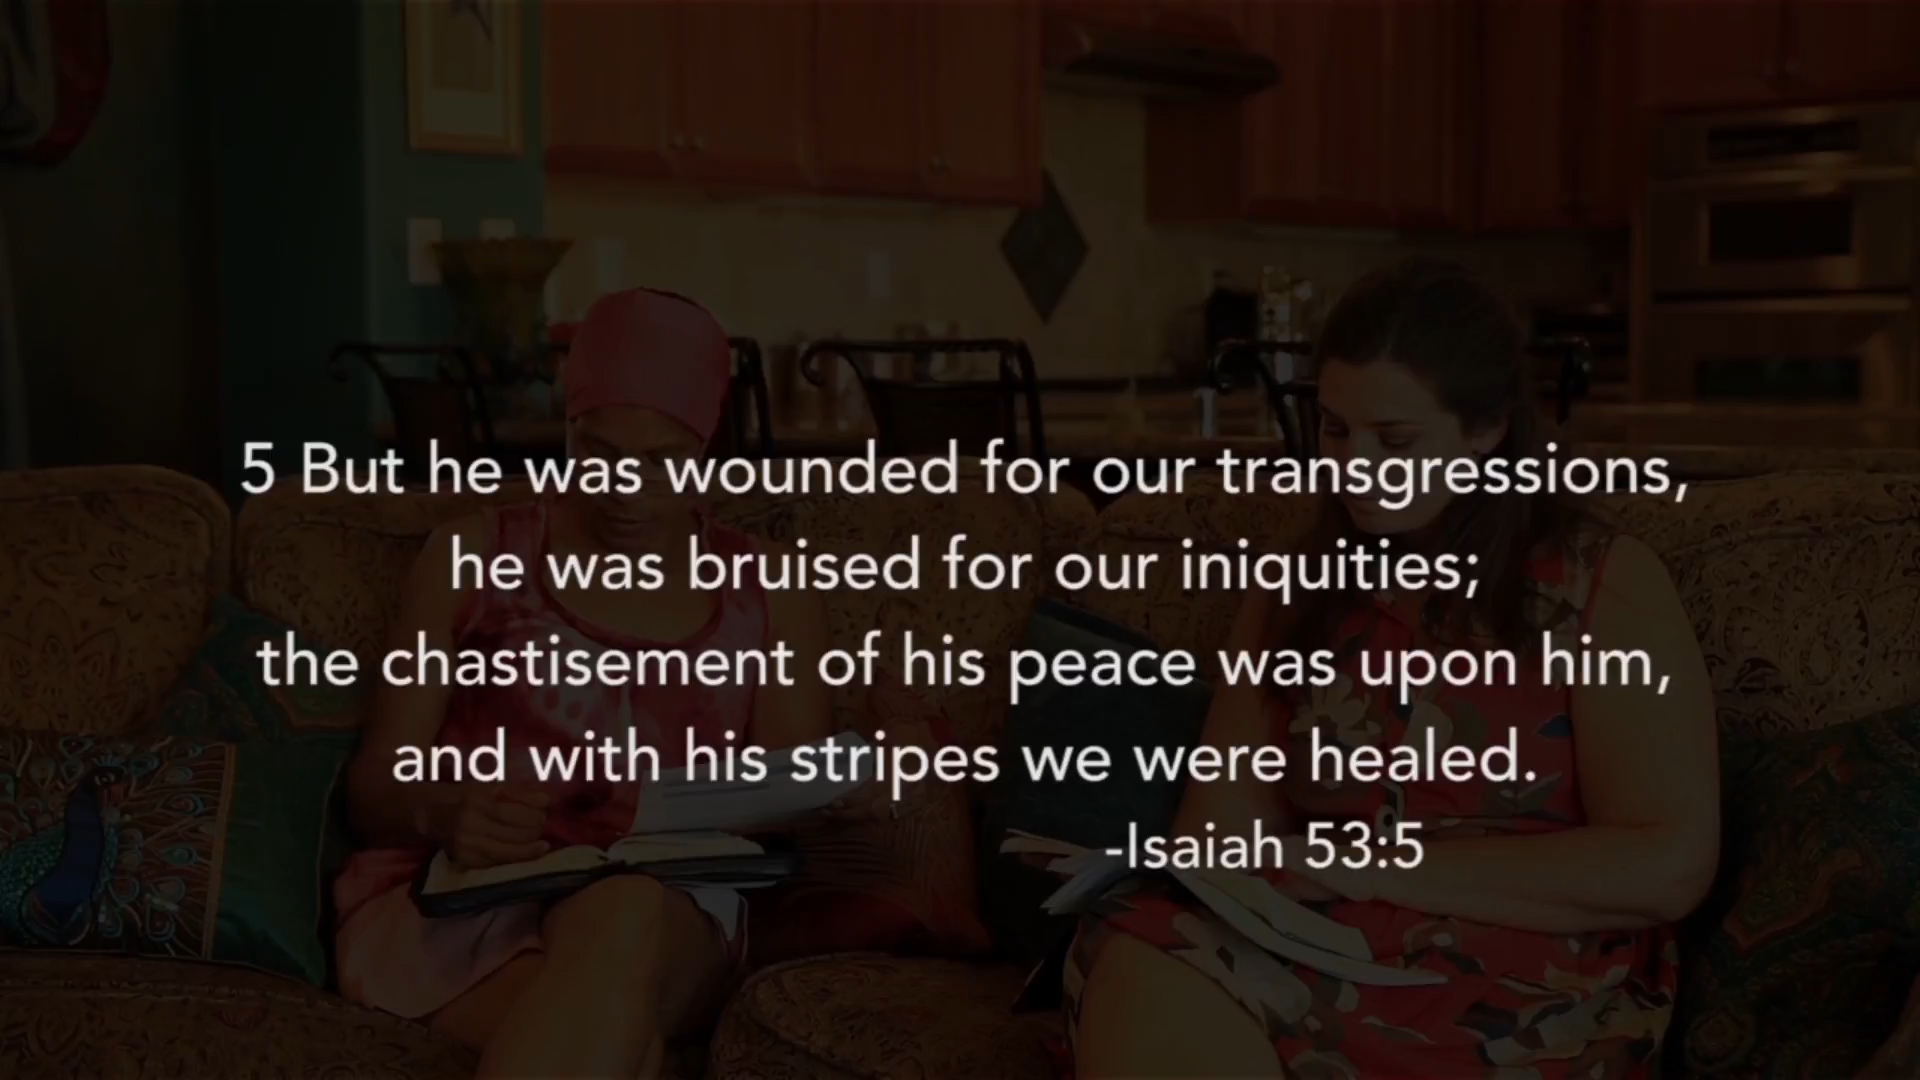 5 But he was wounded for our transgressions,
he was bruised for our iniquities;
the chastisement of his peace was upon him,
and with his stripes we were healed.
-Isaiah 53:5